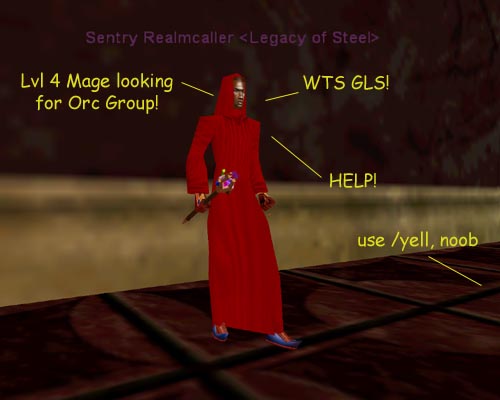 Sentry Realmcaller <Legacy of Steel>
Lvl 4 Mage looking
for Orc Group!
WTS GLS!
HELP!
use /yell, noob